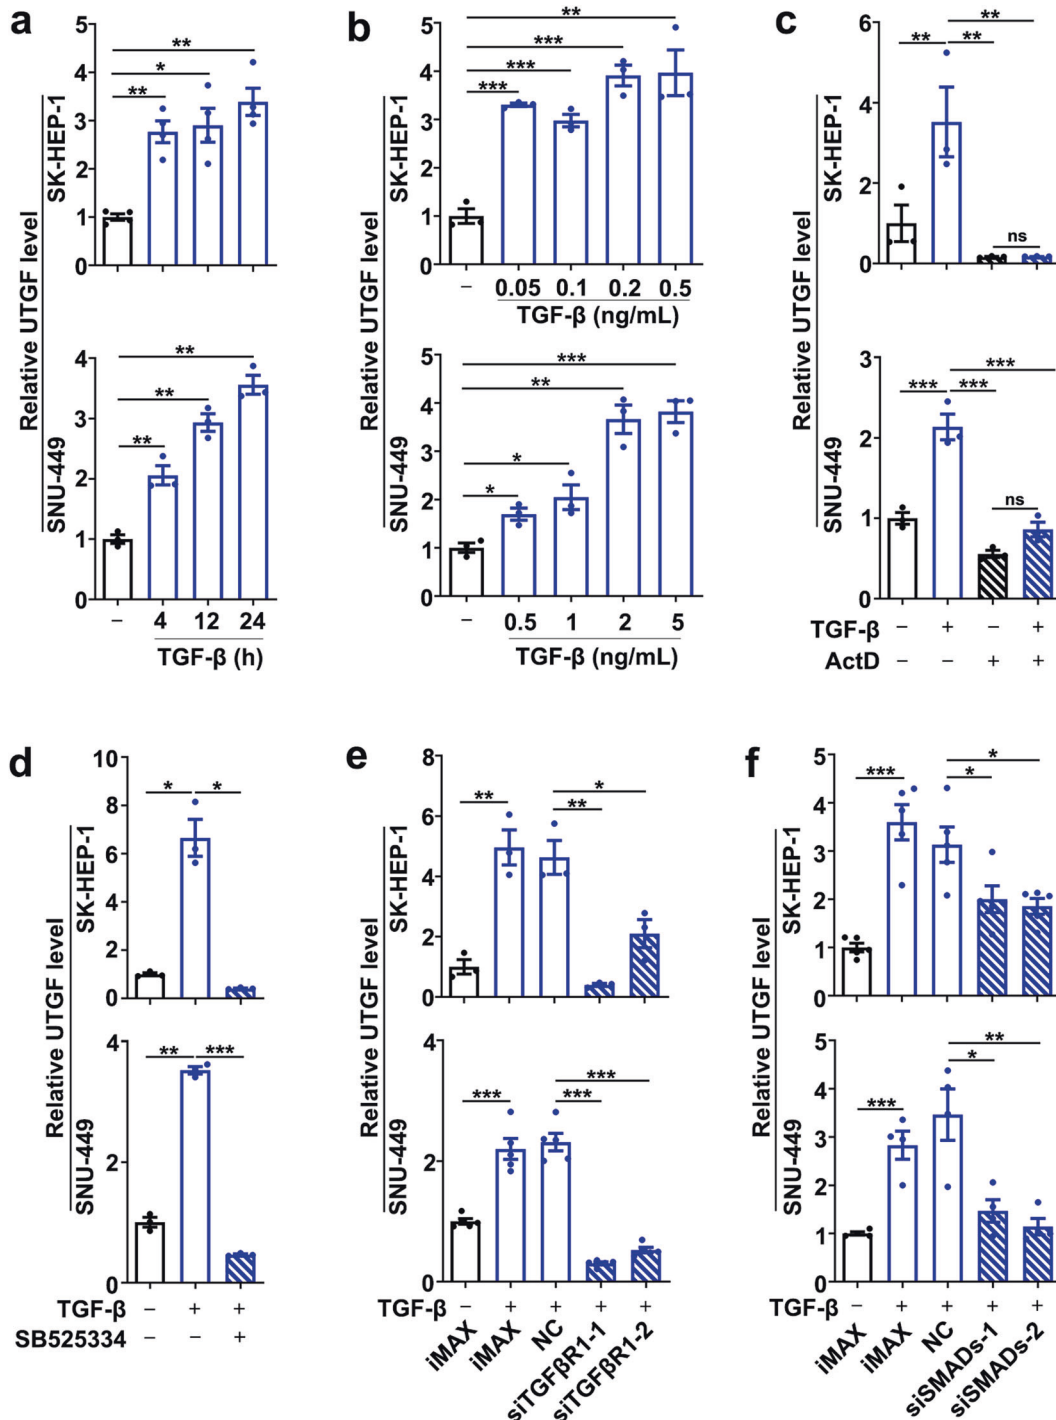 a
Relative UTGF level
SK-HEP-1
5
4
3
2
1
0
**
*
**
SNU-449
4
3
2
1
0
**
**
**
– 4 12 24
TGF-β (h)
b
Relative UTGF level
SK-HEP-1
5
4
3
2
1
0
**
***
***
***
– 0.05 0.1 0.2 0.5
TGF-β (ng/mL)
SNU-449
5
4
3
2
1
0
***
**
*
*
– 0.5 1 2 5
TGF-β (ng/mL)
c
Relative UTGF level
SK-HEP-1
6
4
2
0
**
** **
ns
SNU-449
3
2
1
0
***
*** ***
ns
TGF-β – + – +
ActD – – + +
d
Relative UTGF level
SK-HEP-1
10
8
6
4
2
0
* *
SNU-449
4
2
0
** ***
TGF-β – + +
SB525334 – – +
e
Relative UTGF level
SK-HEP-1
8
6
4
2
0
** *
**
SNU-449
4
2
0
***
*** ***
TGF-β – + + + +
iMAX iMAX NC siTGFβR1-1 siTGFβR1-2
f
Relative UTGF level
SK-HEP-1
5
4
3
2
1
0
*
*** *
SNU-449
5
4
3
2
1
0
**
*
***
TGF-β – + + + +
iMAX iMAX NC siSMADs-1 siSMADs-2